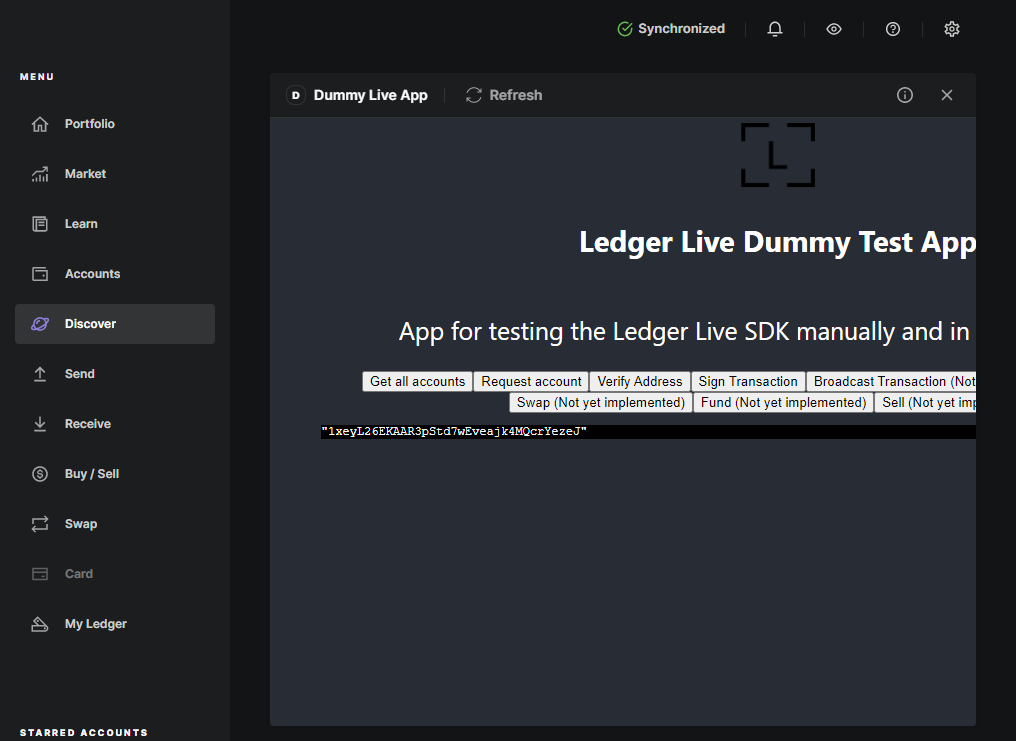 Synchronized
MENU
Portfolio
Market
Learn
Accounts
Discover
Send
Receive
Buy / Sell
Swap
Card
My Ledger
STARRED ACCOUNTS
D Dummy Live App Refresh
L
Ledger Live Dummy Test App
App for testing the Ledger Live SDK manually and in
Get all accounts Request account Verify Address Sign Transaction Broadcast Transaction (Not
Swap (Not yet implemented) Fund (Not yet implemented) Sell (Not yet imp
"1xeyL26EKAAR3pStd7wEveajk4MQcrYezeJ"